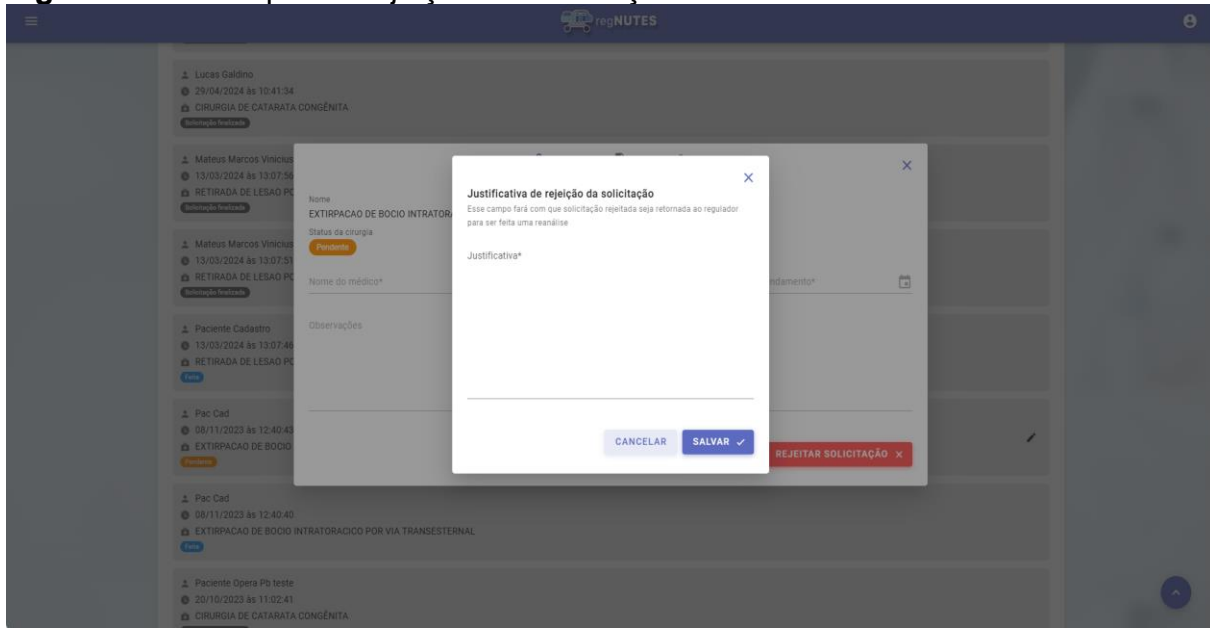 regNUTES
Lucas Galdino
29/04/2024 às 10:41:34
CIRURGIA DE CATARATA CONGÊNITA
Solicitação finalizada
Mateus Marcos Vinicius
13/03/2024 às 13:07:56
RETIRADA DE LESAO PO
Solicitação finalizada
Mateus Marcos Vinicius
13/03/2024 às 13:07:51
RETIRADA DE LESAO PO
Solicitação finalizada
Paciente Cadastro
13/03/2024 às 13:07:46
RETIRADA DE LESAO PO
Feita
Pac Cad
08/11/2023 às 12:40:43
EXTIRPACAO DE BOCIO
Pendente
Pac Cad
08/11/2023 às 12:40:40
EXTIRPACAO DE BOCIO INTRATORACICO POR VIA TRANSESTERNAL
Feita
Paciente Opera Pb teste
20/10/2023 às 11:02:41
CIRURGIA DE CATARATA CONGÊNITA
Nome
EXTIRPACAO DE BOCIO INTRATORA
Status da cirurgia
Pendente
Nome do médico*
ndamento*
Observações
REJEITAR SOLICITAÇÃO
Justificativa de rejeição da solicitação
Esse campo fará com que solicitação rejeitada seja retornada ao regulador
para ser feita uma reanálise
Justificativa*
CANCELAR
SALVAR